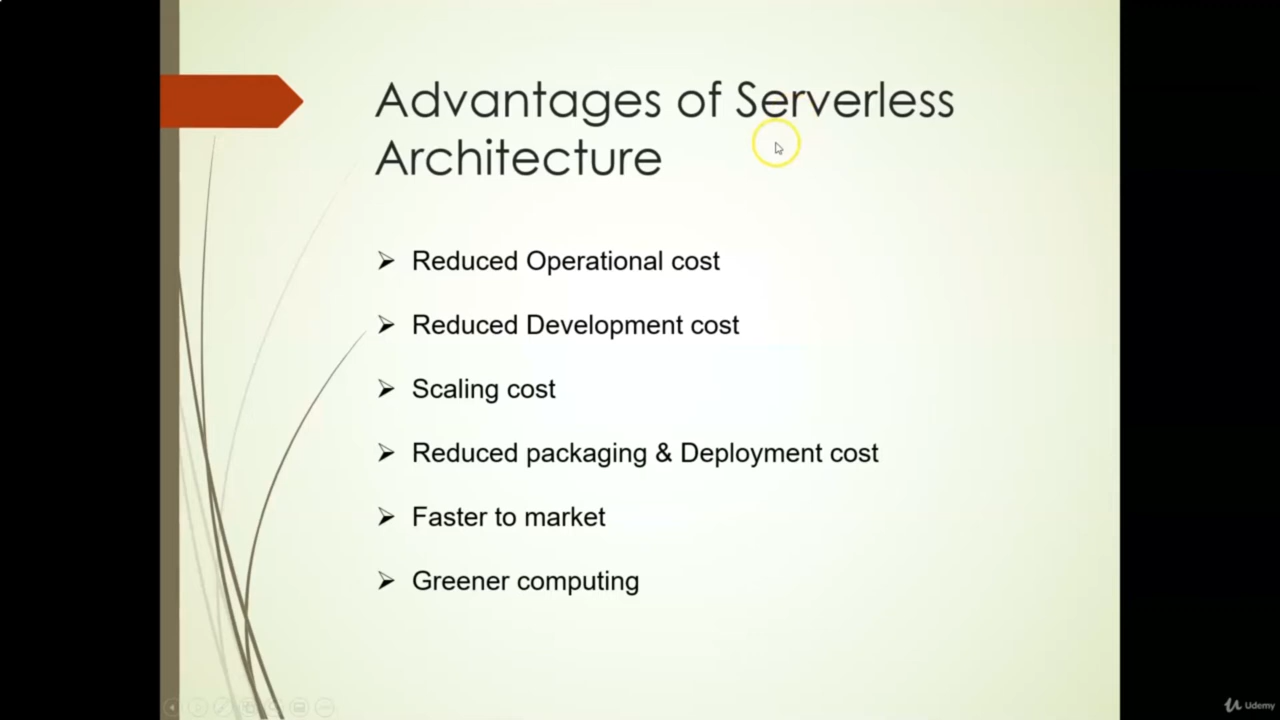 Advantages of Serverless
Architecture
Reduced Operational cost
Reduced Development cost
Scaling cost
Reduced packaging & Deployment cost
Faster to market
Greener computing
Udemy